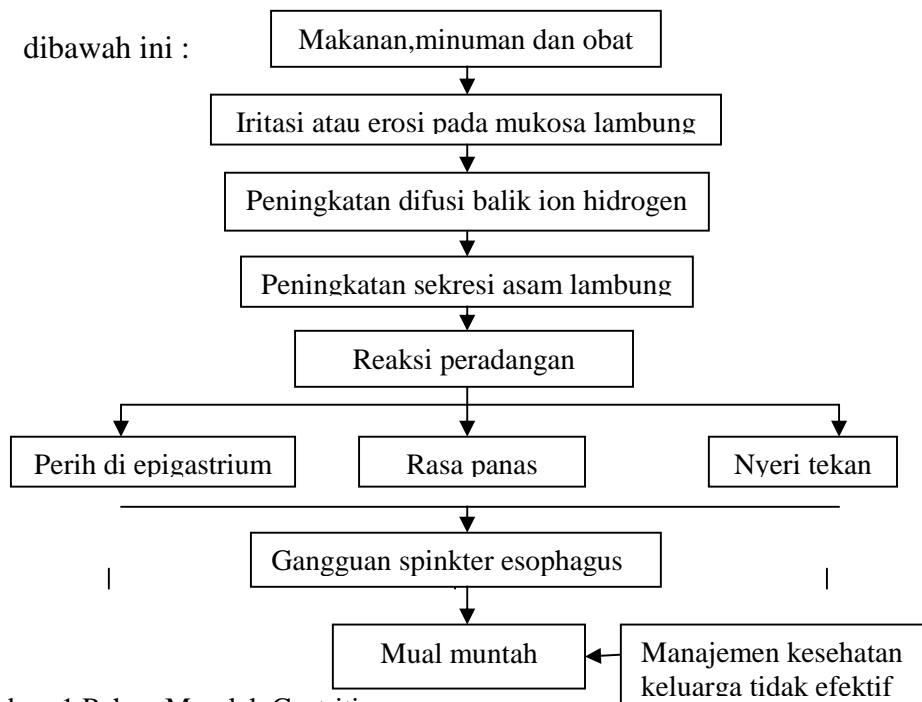 dibawah ini :
Makanan,minuman dan obat
Iritasi atau erosi pada mukosa lambung
Peningkatan difusi balik ion hidrogen
Peningkatan sekresi asam lambung
Reaksi peradangan
Perih di epigastrium
Rasa panas
Nyeri tekan
Gangguan spinkter esophagus
Mual muntah
Manajemen kesehatan
keluarga tidak efektif